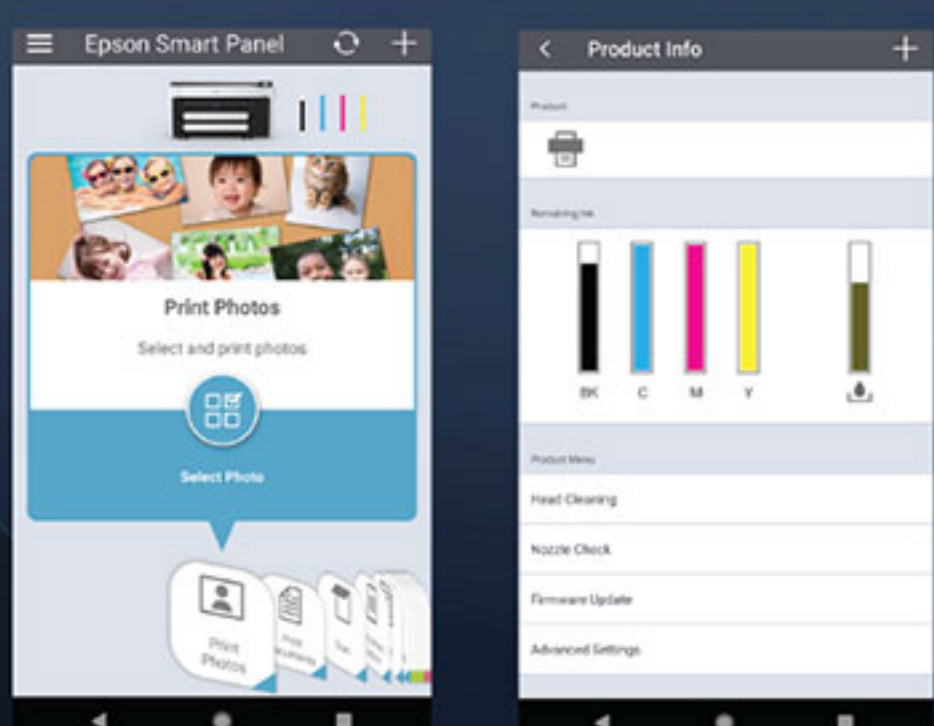 Epson Smart Panel
Print Photos
Select and print photos
Select Photo
Print
Photos
Print
Product Info
Product
Remaining Ink
BK C M Y
Product Menu
Head Cleaning
Nozzle Check
Firmware Update
Advanced Settings